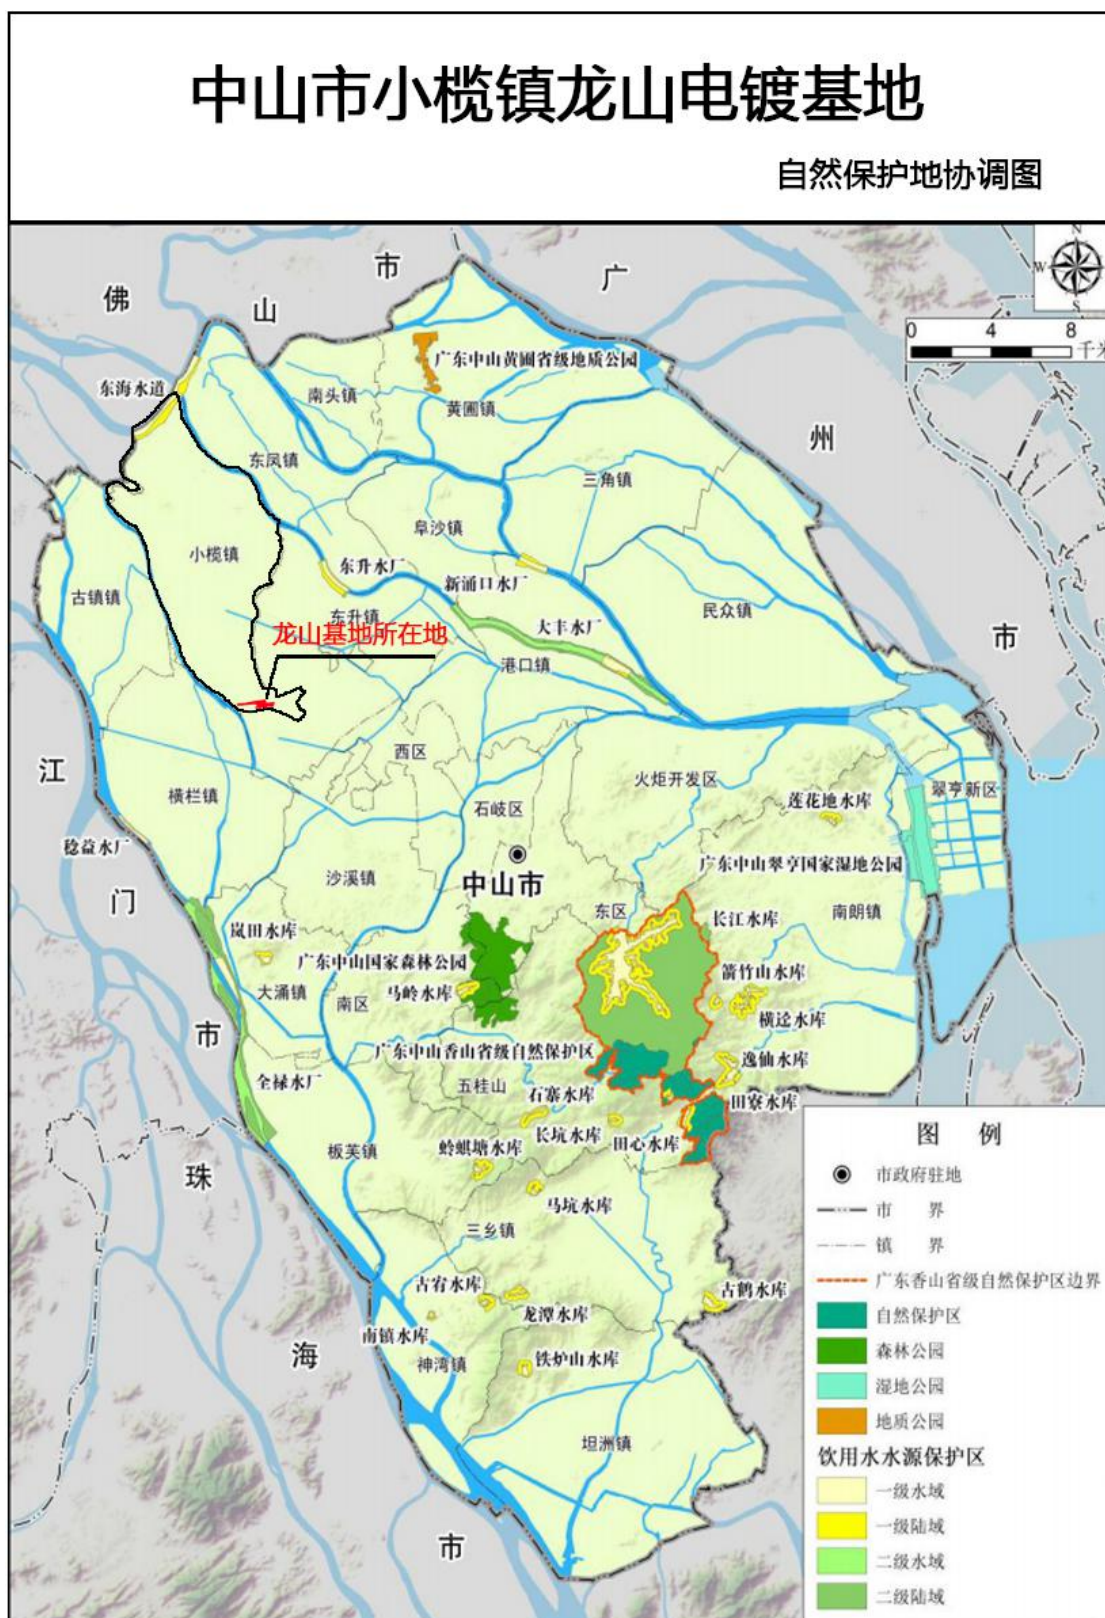 中山市小榄镇龙山电镀基地
自然保护地协调图
N
W
S
0 4 8
千米
佛
山
市
广
州
市
东海水道
南头镇
广东中山黄圃省级地质公园
黄圃镇
东凤镇
三角镇
阜沙镇
小榄镇
东升水厂
新涌口水厂
古镇镇
东升镇
大丰水厂
民众镇
龙山基地所在地
港口镇
江
门
市
西区
火炬开发区
横栏镇
石岐区
莲花地水库
翠亨新区
稔益水厂
中山市
沙溪镇
广东中山翠亨国家湿地公园
东区
长江水库
南朗镇
岚田水库
广东中山国家森林公园
箭竹山水库
大涌镇
南区
马岭水库
横迳水库
广东中山香山省级自然保护区
逸仙水库
全禄水厂
五桂山
石寨水库
田寮水库
长坑水库
田心水库
板芙镇
蛉蜞塘水库
马坑水库
三乡镇
古宥水库
龙潭水库
古鹤水库
南镇水库
神湾镇
铁炉山水库
坦洲镇
珠
海
市
图 例
市政府驻地
市 界
镇 界
广东香山省级自然保护区边界
自然保护区
森林公园
湿地公园
地质公园
饮用水水源保护区
一级水域
一级陆域
二级水域
二级陆域